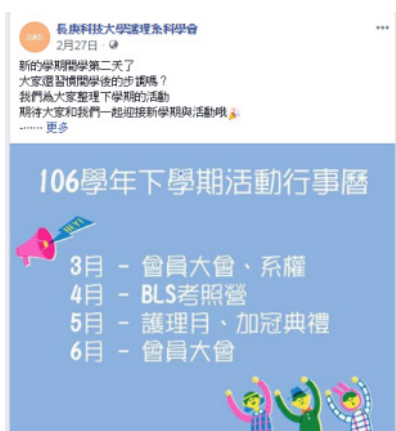 長庚科技大學護理系科學會
2月27日
新的學期開學第二天了
大家還習慣開學後的步調嗎？
我們為大家整理下學期的活動
期待大家和我們一起迎接新學期與活動哦🎉
-⋯⋯ 更多
106學年下學期活動行事曆
3月 - 會員大會、系權
4月 - BLS考照營
5月 - 護理月、加冠典禮
6月 - 會員大會